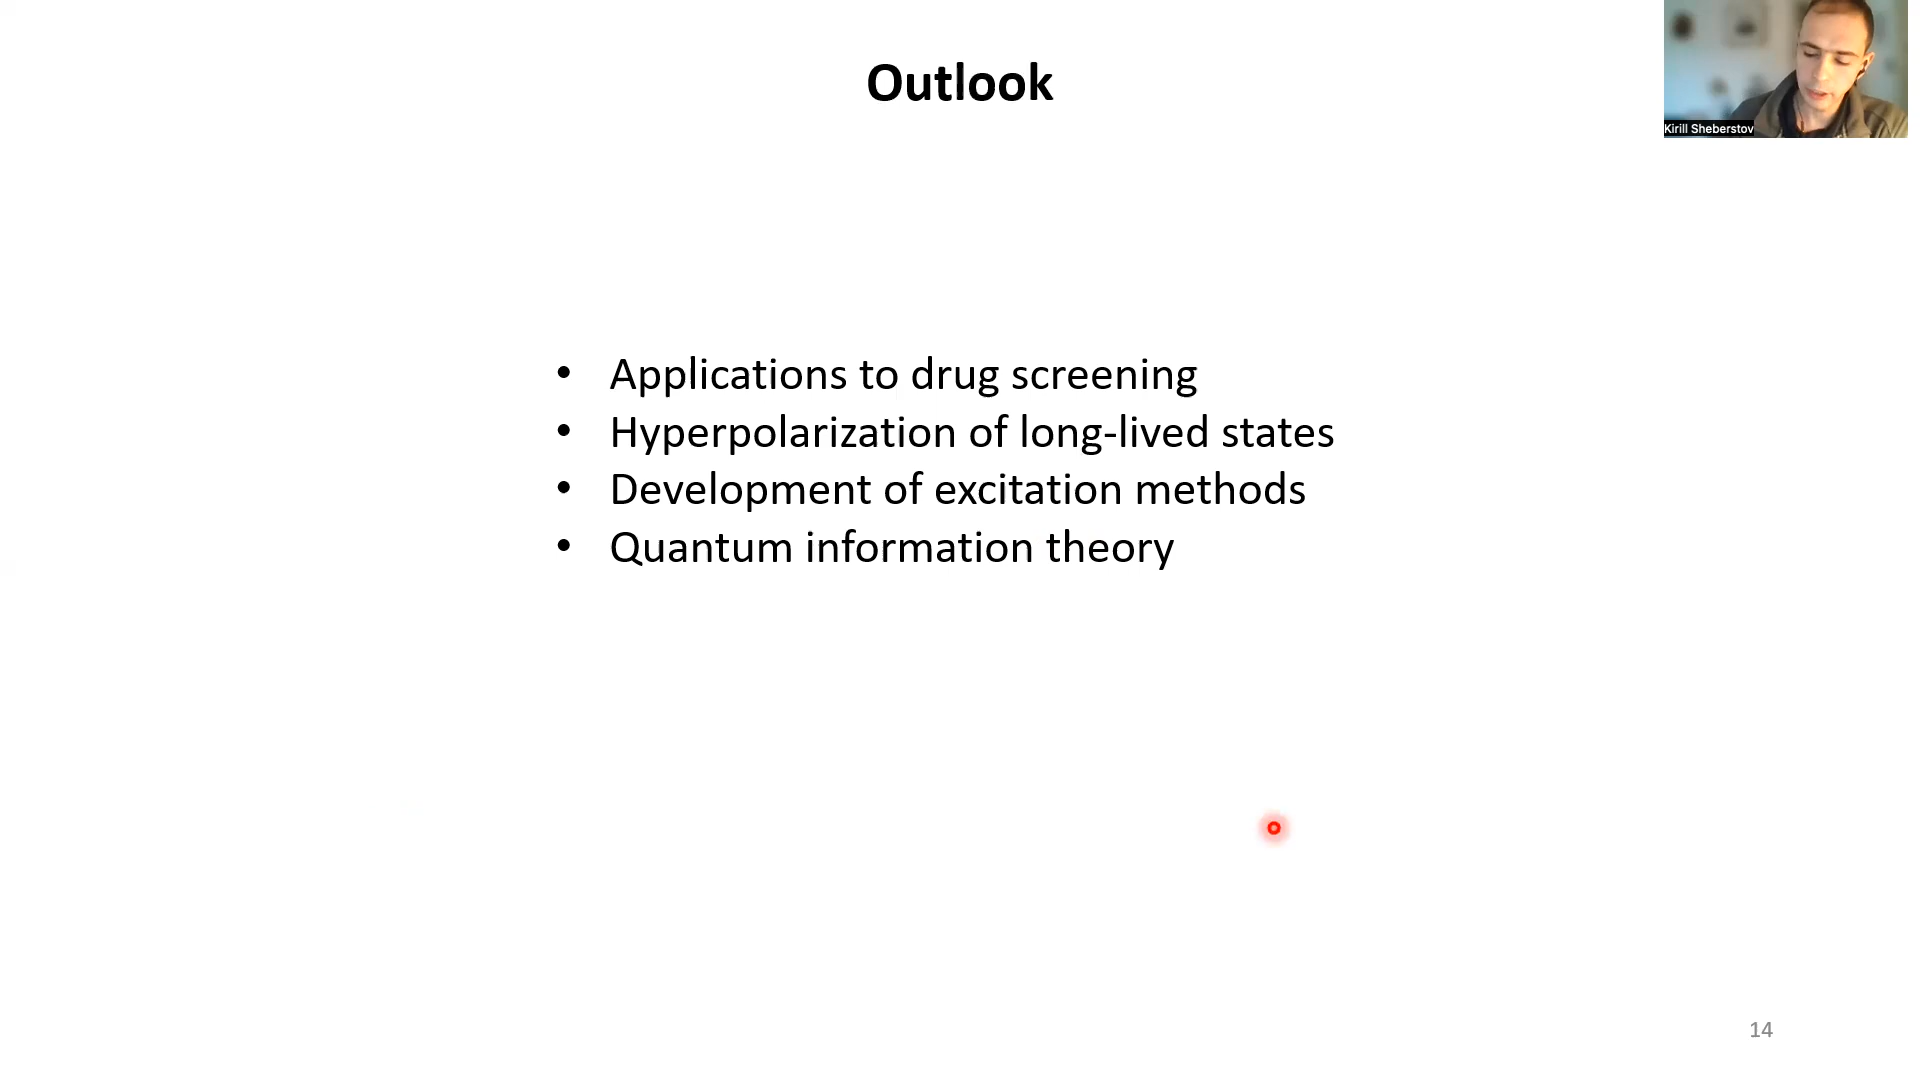 Outlook
Kirill Sheberstov
• Applications to drug screening
• Hyperpolarization of long-lived states
• Development of excitation methods
• Quantum information theory
14